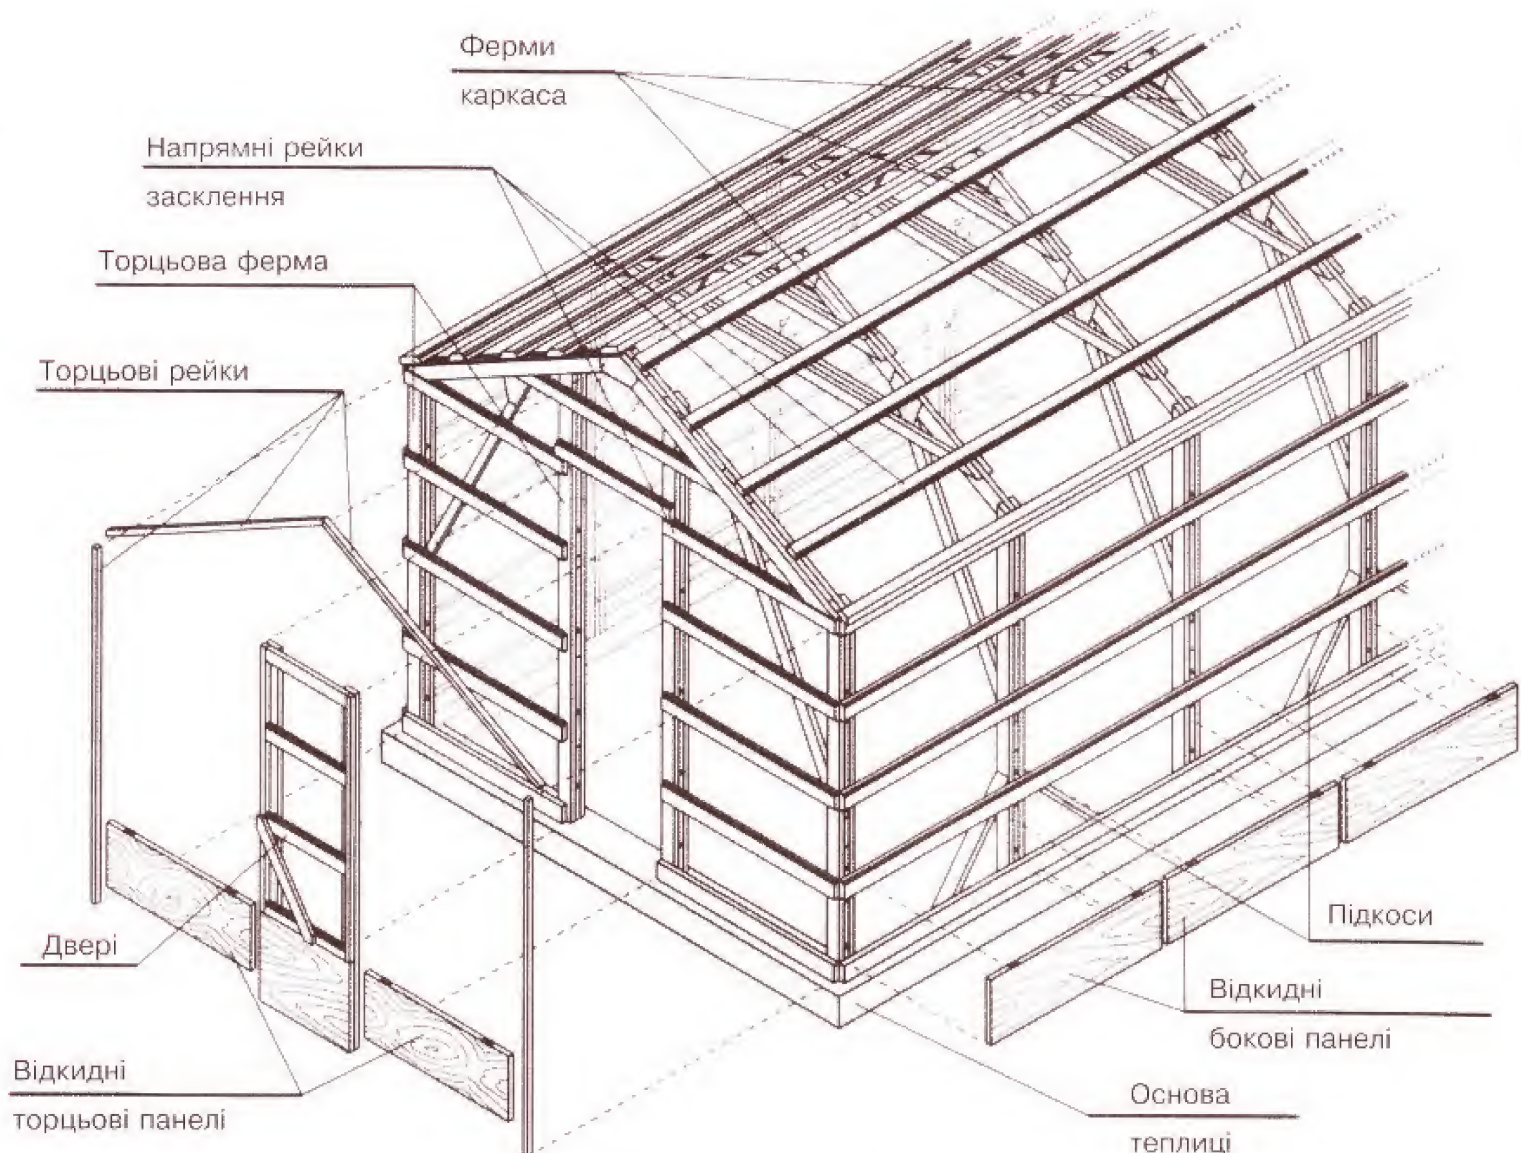 Ферми
каркаса
Напрямні рейки
засклення
Торцьова ферма
Торцьові рейки
Двері
Відкидні
торцьові панелі
Підкоси
Відкидні
бокові панелі
Основа
теплиці